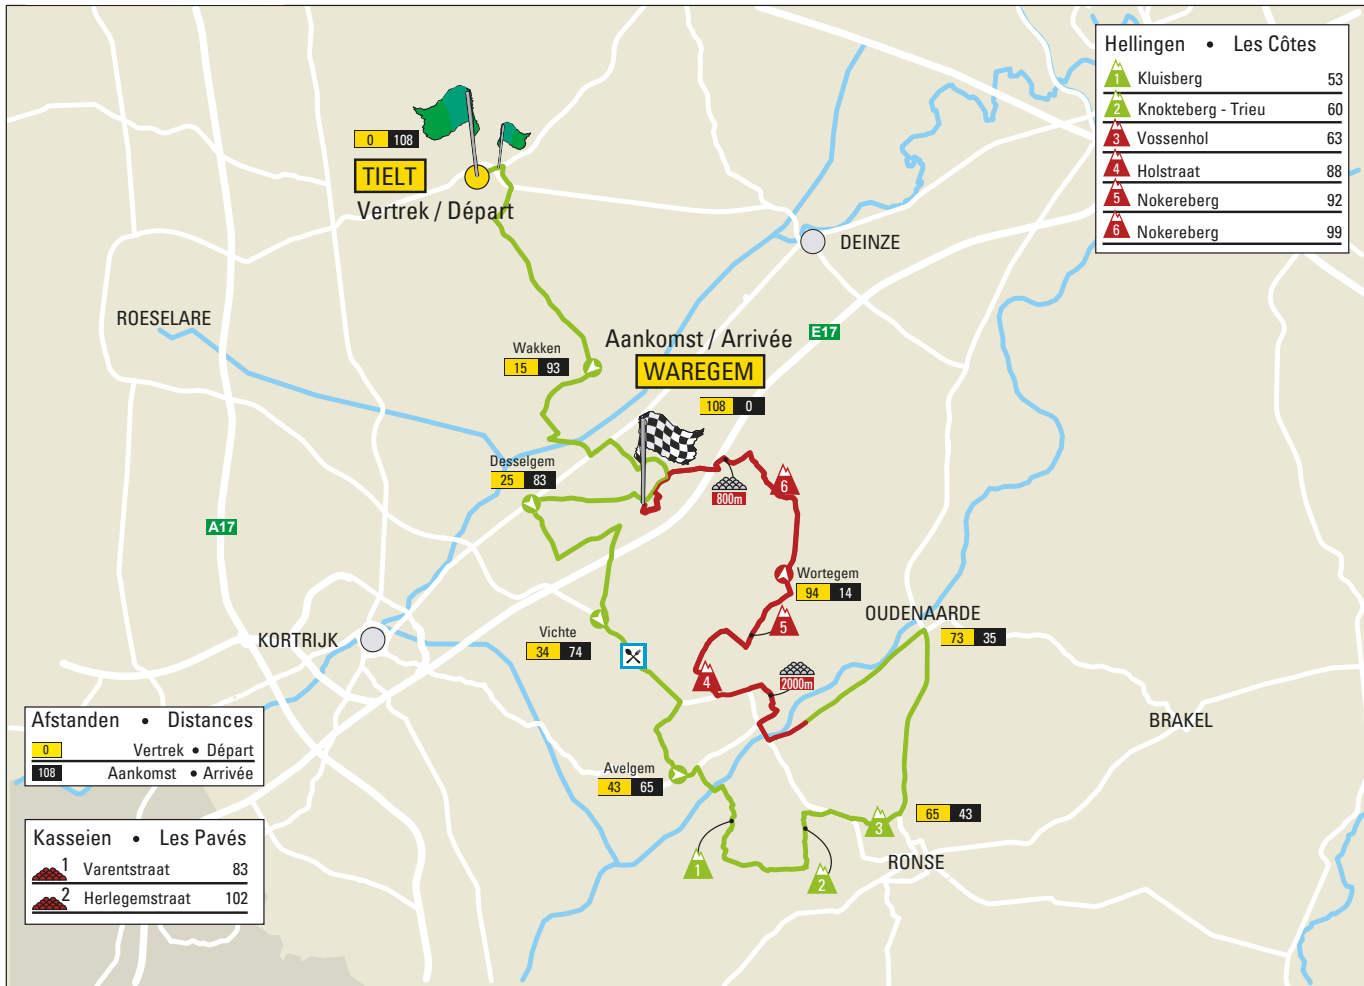 Hellingen • Les Côtes
1 Kluisberg 53
2 Knokteberg - Trieu 60
3 Vossenhol 63
4 Holstraat 88
5 Nokereberg 92
6 Nokereberg 99
0 108
TIELT
Vertrek / Départ
DEINZE
ROESELARE
E17
Aankomst / Arrivée
WAREGEM
108 0
Wakken
15 93
Desselgem
25 83
A17
6
800m
Wortegem
94 14
OUDENAARDE
73 35
5
KORTRIJK
Vichte
34 74
4
2000m
BRAKEL
Afstanden • Distances
0 Vertrek • Départ
108 Aankomst • Arrivée
Avelgem
43 65
65 43
3
1
2
RONSE
Kasseien • Les Pavés
1 Varentstraat 83
2 Herlegemstraat 102